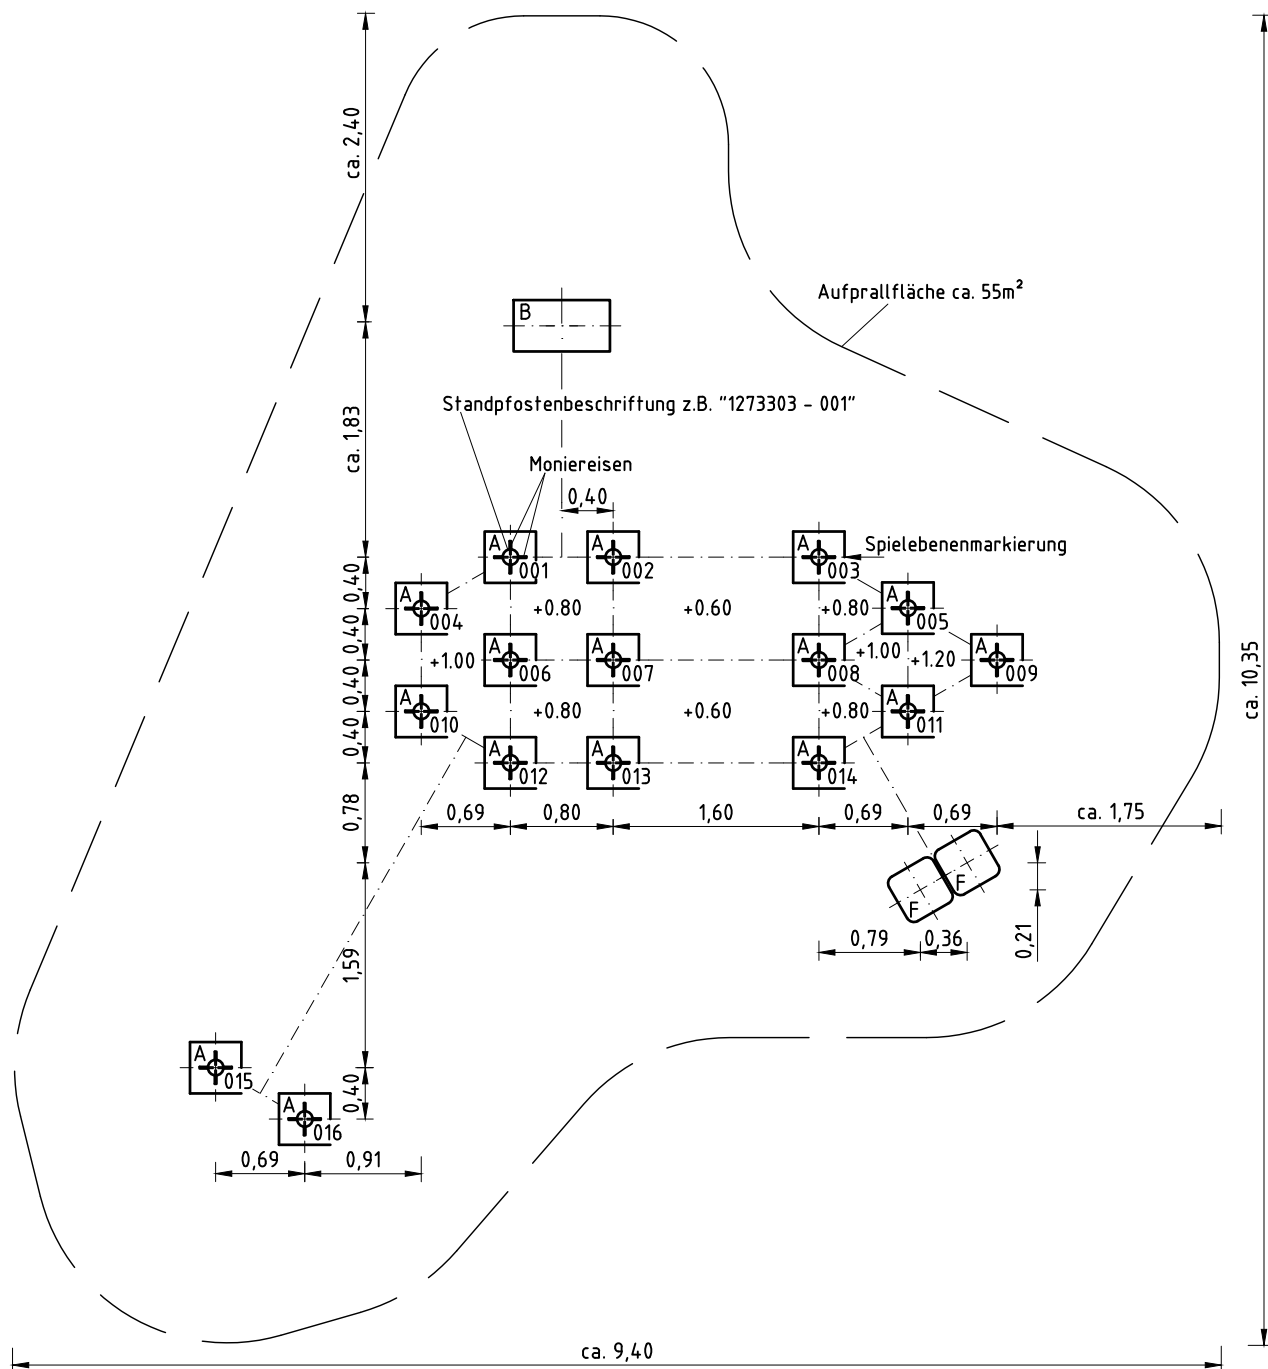 ca. 2,40
Aufprallfläche ca. 55m²
B
ca. 1,83
Standpfostenbeschriftung z.B. "1273303 - 001"
Moniereisen
0,40
A
001
A
002
A
003
Spielebenenmarkierung
0,40
A
004
+0.80
+0.60
+0.80
A
005
0,40
+1.00
A
006
A
007
A
008
+1.00
+1.20
A
009
0,40
A
010
+0.80
+0.60
+0.80
A
011
0,40
A
012
A
013
A
014
ca. 10,35
0,78
0,69
0,80
1,60
0,69
0,69
ca. 1,75
F
F
0,79
0,36
0,21
1,59
A
015
0,40
A
016
0,69
0,91
ca. 9,40